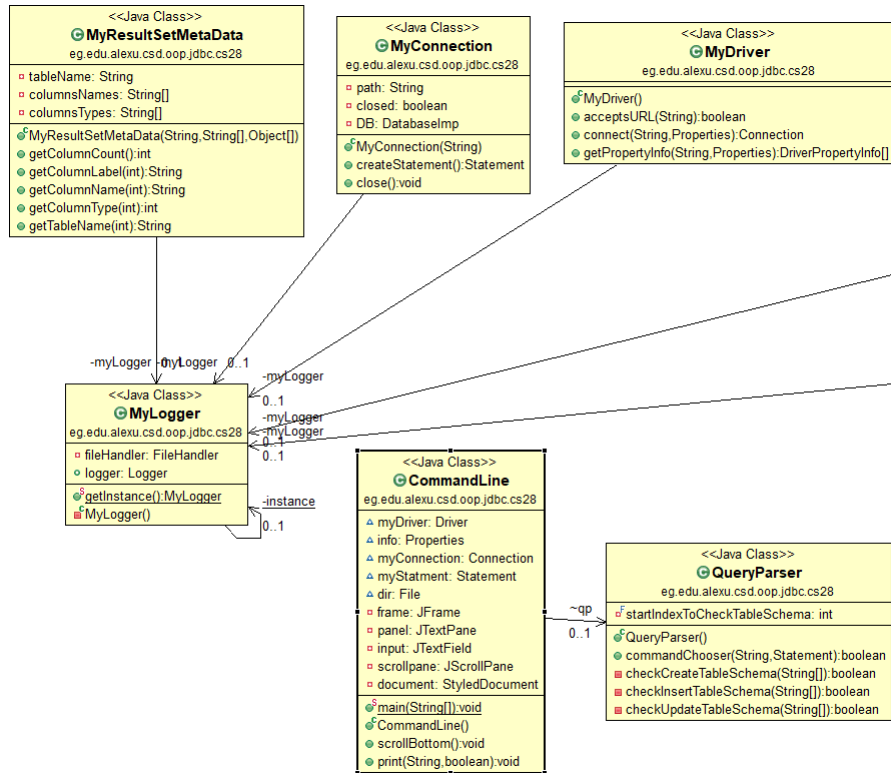 <<Java Class>>
MyResultSetMetaData
eg.edu.alexu.csd.oop.jdbc.cs28
tableName: String
columnsNames: String[]
columnsTypes: String[]
MyResultSetMetaData(String,String[],Object[])
getColumnCount():int
getColumnLabel(int):String
getColumnName(int):String
getColumnType(int):int
getTableName(int):String
<<Java Class>>
MyConnection
eg.edu.alexu.csd.oop.jdbc.cs28
path: String
closed: boolean
DB: DatabaseImp
MyConnection(String)
createStatement():Statement
close():void
<<Java Class>>
MyDriver
eg.edu.alexu.csd.oop.jdbc.cs28
MyDriver()
acceptsURL(String):boolean
connect(String,Properties):Connection
getPropertyInfo(String,Properties):DriverPropertyInfo[]
-myLogger
0..1
-myLogger
0..1
-myLogger
0..1
-myLogger
0..1
-myLogger
0..1
<<Java Class>>
MyLogger
eg.edu.alexu.csd.oop.jdbc.cs28
fileHandler: FileHandler
logger: Logger
getInstance():MyLogger
MyLogger()
-instance
0..1
<<Java Class>>
CommandLine
eg.edu.alexu.csd.oop.jdbc.cs28
myDriver: Driver
info: Properties
myConnection: Connection
myStatment: Statement
dir: File
frame: JFrame
panel: JTextPane
input: JTextField
scrollpane: JScrollPane
document: StyledDocument
main(String[]):void
CommandLine()
scrollBottom():void
print(String,boolean):void
~qp
0..1
<<Java Class>>
QueryParser
eg.edu.alexu.csd.oop.jdbc.cs28
startIndexToCheckTableSchema: int
QueryParser()
commandChooser(String,Statement):boolean
checkCreateTableSchema(String[]):boolean
checkInsertTableSchema(String[]):boolean
checkUpdateTableSchema(String[]):boolean